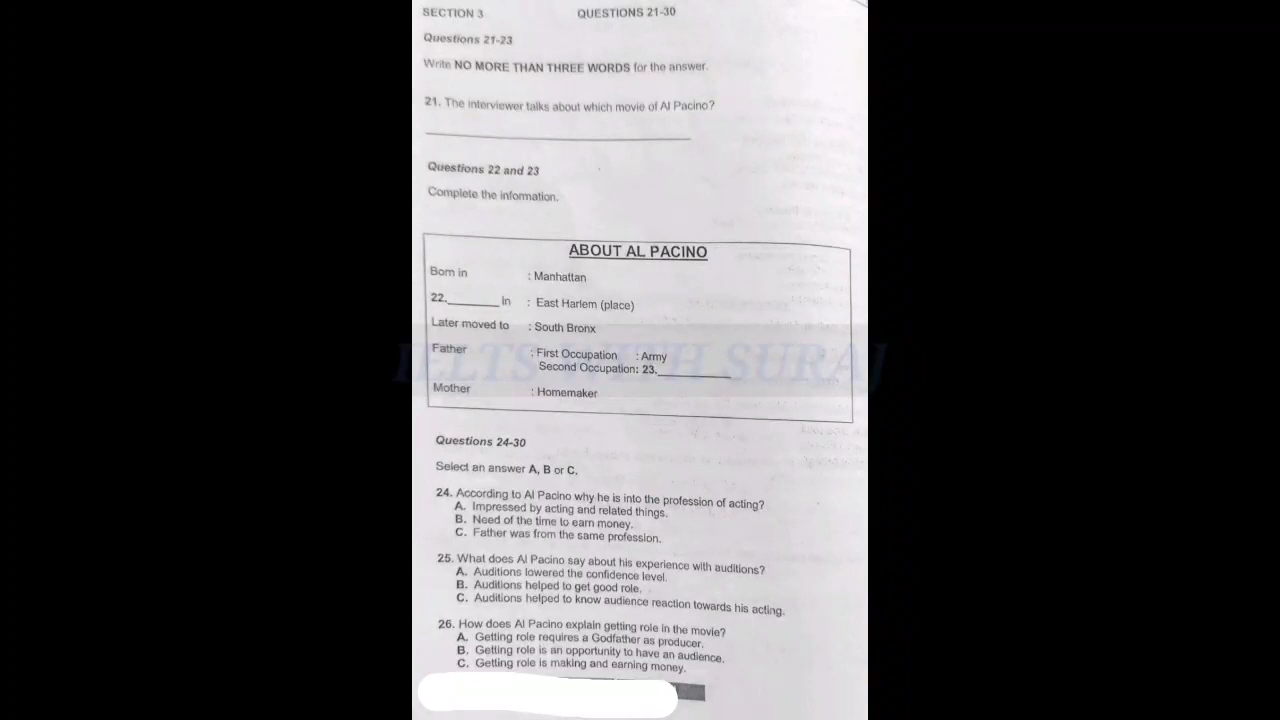 SECTION 3 QUESTIONS 21-30
Questions 21-23
Write NO MORE THAN THREE WORDS for the answer.
21. The interviewer talks about which movie of Al Pacino?
Questions 22 and 23
Complete the information.
ABOUT AL PACINO
Born in : Manhattan
22.________ in : East Harlem (place)
Later moved to : South Bronx
Father : First Occupation : Army
Second Occupation: 23.___________
IELTS WITH SURAJ
Mother : Homemaker
Questions 24-30
Select an answer A, B or C.
24. According to Al Pacino why he is into the profession of acting?
A. Impressed by acting and related things.
B. Need of the time to earn money.
C. Father was from the same profession.
25. What does Al Pacino say about his experience with auditions?
A. Auditions lowered the confidence level.
B. Auditions helped to get good role.
C. Auditions helped to know audience reaction towards his acting.
26. How does Al Pacino explain getting role in the movie?
A. Getting role requires a Godfather as producer.
B. Getting role is an opportunity to have an audience.
C. Getting role is making and earning money.